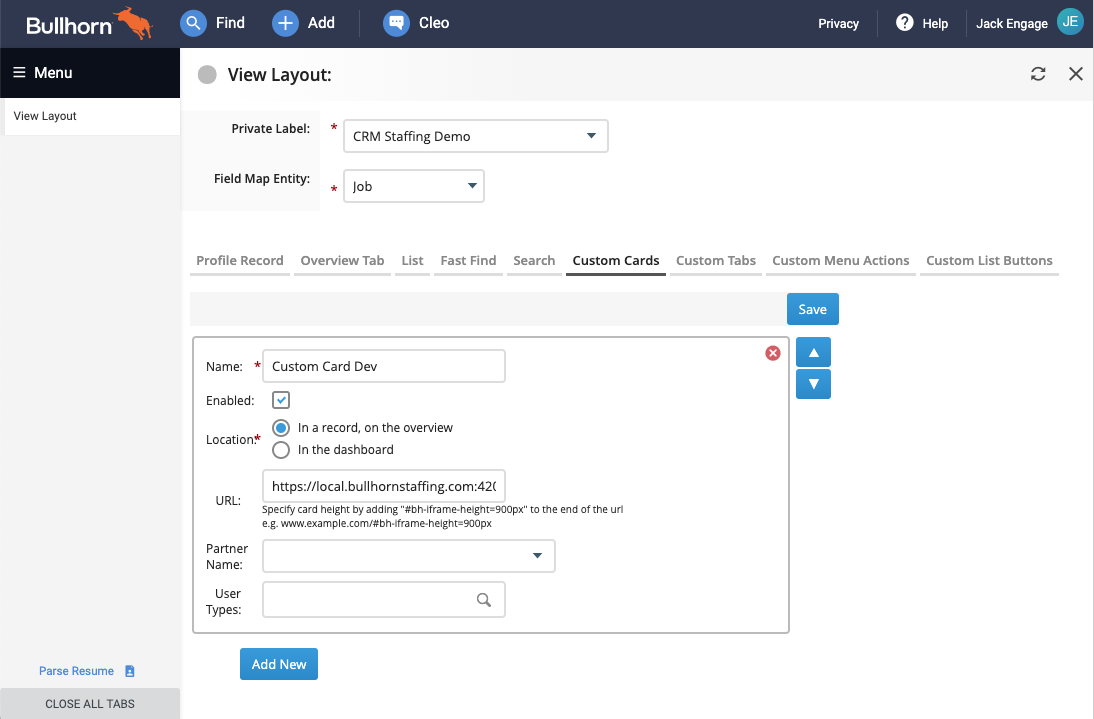 Bullhorn Find Add Cleo Privacy ? Help Jack Engage JE
Menu
View Layout
View Layout:
Private Label: * CRM Staffing Demo
Field Map Entity: * Job
Profile Record Overview Tab List Fast Find Search Custom Cards Custom Tabs Custom Menu Actions Custom List Buttons
Save
Name: * Custom Card Dev
Enabled:
Location:* In a record, on the overview
In the dashboard
URL: https://local.bullhornstaffing.com:420
Specify card height by adding "#bh-iframe-height=900px" to the end of the url
e.g. www.example.com/#bh-iframe-height=900px
Partner
Name:
User
Types:
Add New
Parse Resume
CLOSE ALL TABS